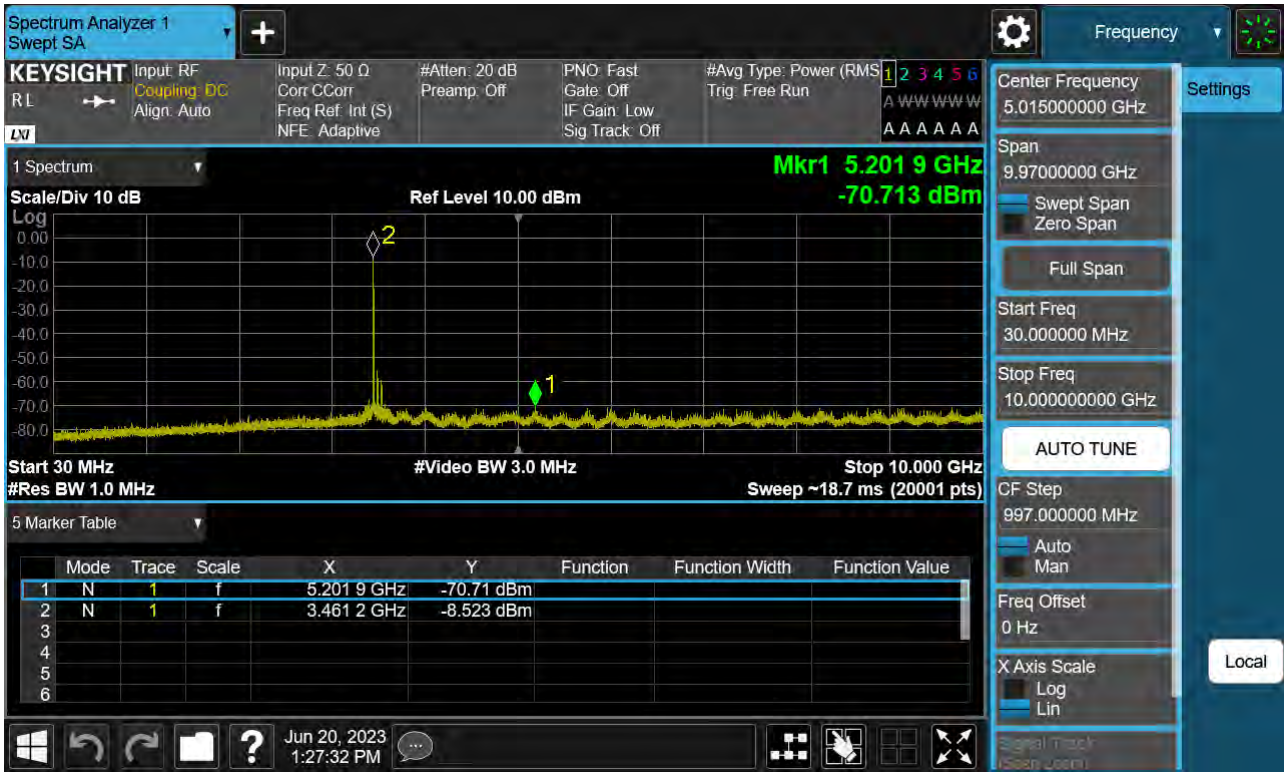 Spectrum Analyzer 1
Swept SA
+
Frequency
KEYSIGHT
RL
LXI
Input: RF
Coupling: DC
Align: Auto
Input Z: 50 Ω
Corr CCorr
Freq Ref: Int (S)
NFE: Adaptive
#Atten: 20 dB
Preamp: Off
PNO: Fast
Gate: Off
IF Gain: Low
Sig Track: Off
#Avg Type: Power (RMS
Trig: Free Run
1 2 3 4 5 6
A W W W W W
A A A A A A
1 Spectrum
Mkr1 5.201 9 GHz
-70.713 dBm
Scale/Div 10 dB
Ref Level 10.00 dBm
Log
0.00
-10.0
-20.0
-30.0
-40.0
-50.0
-60.0
-70.0
-80.0
2
1
Start 30 MHz
#Video BW 3.0 MHz
Stop 10.000 GHz
#Res BW 1.0 MHz
Sweep ~18.7 ms (20001 pts)
5 Marker Table
Mode Trace Scale X Y Function Function Width Function Value
1 N 1 f 5.201 9 GHz -70.71 dBm
2 N 1 f 3.461 2 GHz -8.523 dBm
3
4
5
6
Center Frequency
5.015000000 GHz
Span
9.97000000 GHz
Swept Span
Zero Span
Full Span
Start Freq
30.000000 MHz
Stop Freq
10.000000000 GHz
AUTO TUNE
CF Step
997.000000 MHz
Auto
Man
Freq Offset
0 Hz
X Axis Scale
Log
Lin
Signal Track
(Span Zoom)
Settings
Local
?
Jun 20, 2023
1:27:32 PM